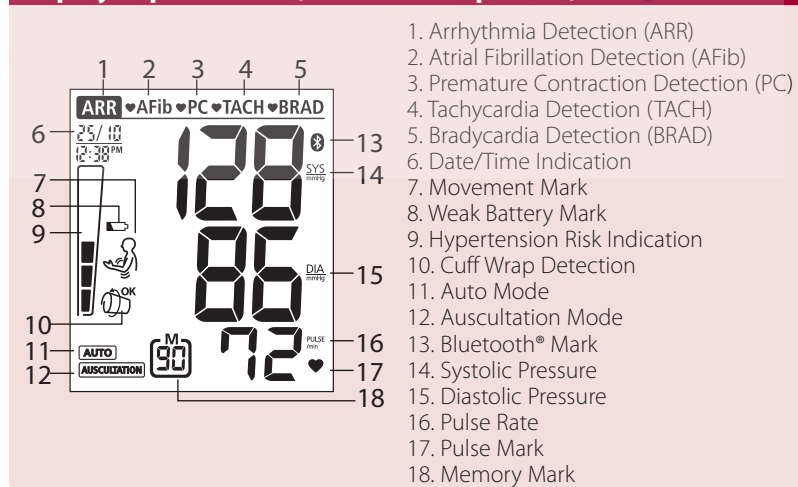 1 2 3 4 5
ARR ♥AFib ♥PC ♥TACH ♥BRAD
6 25/10
12:38 PM
128 13
SYS
mmHg 14
7
8
9
86
DIA
mmHg 15
OK
10
72
PULSE
/min 16
17
11 AUTO
12 AUSCULTATION
M
90
18
1. Arrhythmia Detection (ARR)
2. Atrial Fibrillation Detection (AFib)
3. Premature Contraction Detection (PC)
4. Tachycardia Detection (TACH)
5. Bradycardia Detection (BRAD)
6. Date/Time Indication
7. Movement Mark
8. Weak Battery Mark
9. Hypertension Risk Indication
10. Cuff Wrap Detection
11. Auto Mode
12. Auscultation Mode
13. Bluetooth® Mark
14. Systolic Pressure
15. Diastolic Pressure
16. Pulse Rate
17. Pulse Mark
18. Memory Mark